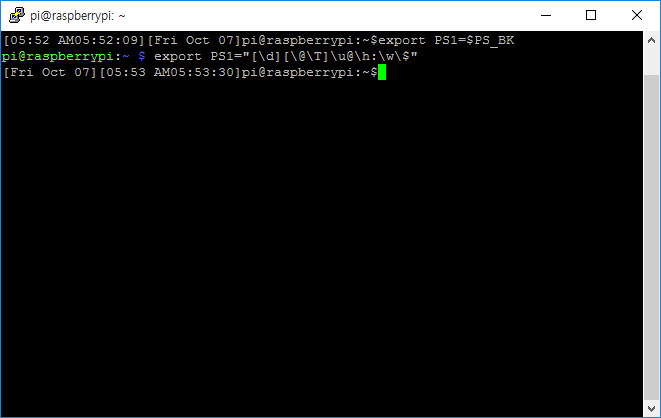 pi@raspberrypi: ~
[05:52 AM05:52:09][Fri Oct 07]pi@raspberrypi:~$export PS1=$PS_BK
pi@raspberrypi:~ $ export PS1="[\d][\@\T]\u@\h:\w\$"
[Fri Oct 07][05:53 AM05:53:30]pi@raspberrypi:~$